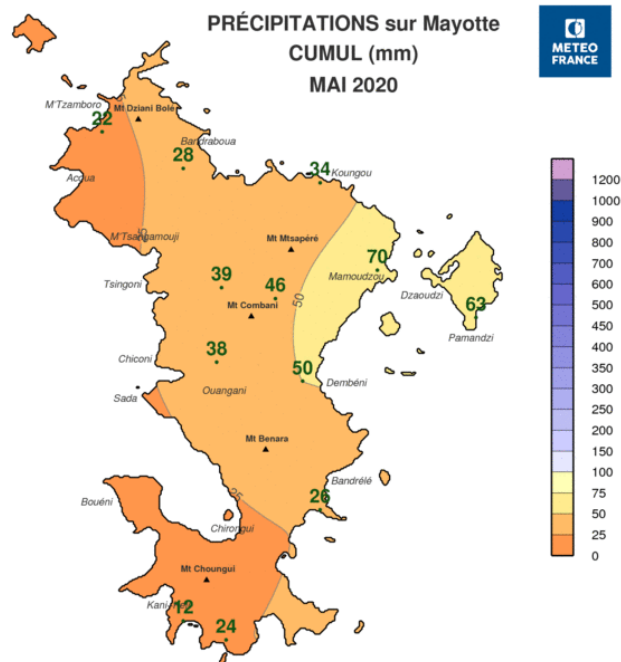 PRÉCIPITATIONS sur Mayotte
CUMUL (mm)
MAI 2020
METEO
FRANCE
M'Tzamboro
Mt Dziani Bolé
22
Bandraboua
28
34
Koungou
Acoua
M'Tsangamouji
Mt Mtsapéré
70
Mamoudzou
Tsingoni
39
46
50
Dzaoudzi
63
Pamandzi
Mt Combani
Chiconi
38
50
Ouangani
Dembéni
Sada
Mt Benara
Bandrélé
25
26
Bouéni
Chirongui
Mt Choungui
12
24
1200
1000
900
800
700
600
500
450
400
350
300
250
200
150
100
75
50
25
0